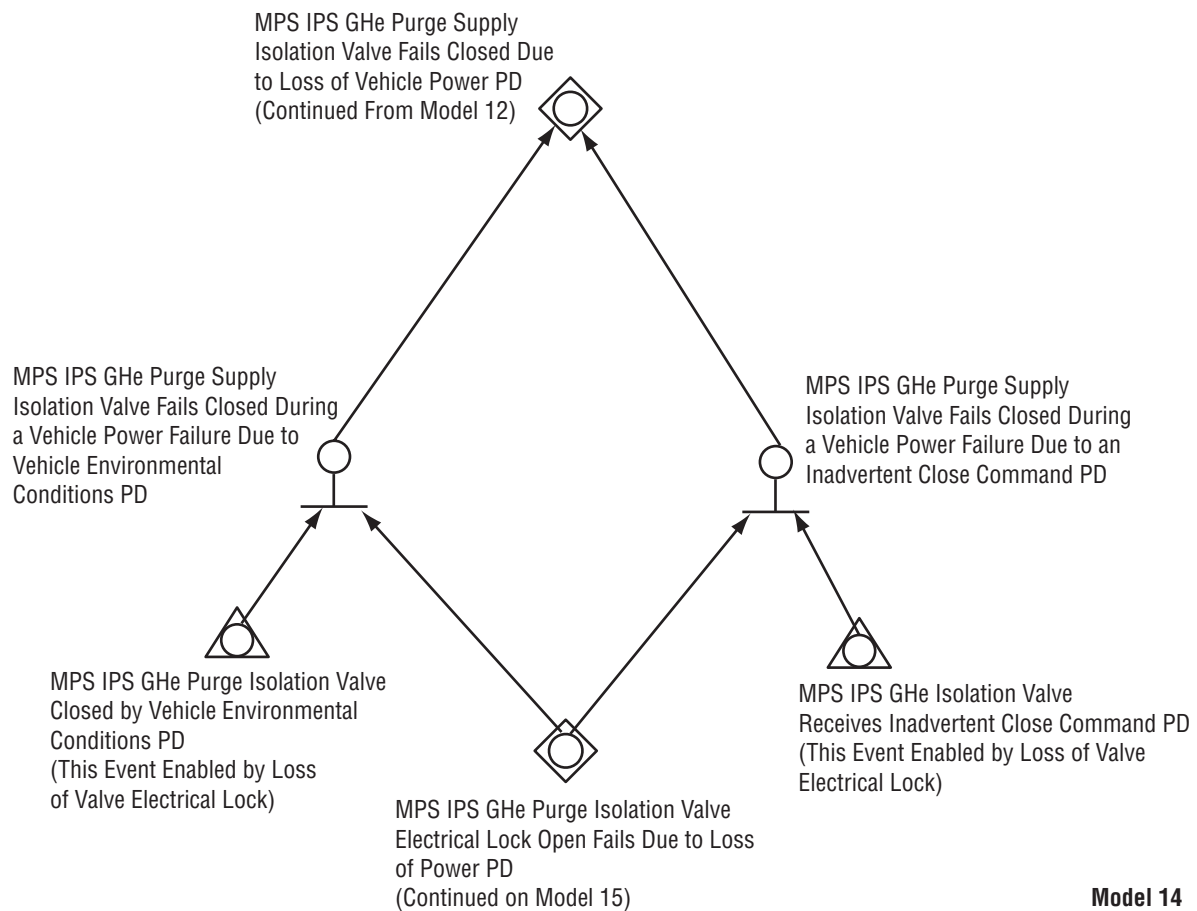 MPS IPS GHe Purge Supply
Isolation Valve Fails Closed Due
to Loss of Vehicle Power PD
(Continued From Model 12)
MPS IPS GHe Purge Supply
Isolation Valve Fails Closed During
a Vehicle Power Failure Due to
Vehicle Environmental
Conditions PD
MPS IPS GHe Purge Supply
Isolation Valve Fails Closed During
a Vehicle Power Failure Due to an
Inadvertent Close Command PD
MPS IPS GHe Purge Isolation Valve
Closed by Vehicle Environmental
Conditions PD
(This Event Enabled by Loss
of Valve Electrical Lock)
MPS IPS GHe Isolation Valve
Receives Inadvertent Close Command PD
(This Event Enabled by Loss of Valve
Electrical Lock)
MPS IPS GHe Purge Isolation Valve
Electrical Lock Open Fails Due to Loss
of Power PD
(Continued on Model 15)
Model 14